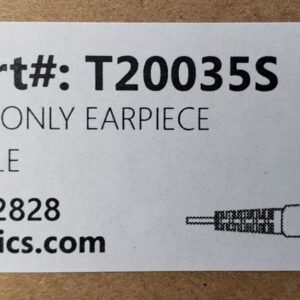 rt#: T20035S
ONLY EARPIECE
LE
2828
ics.com